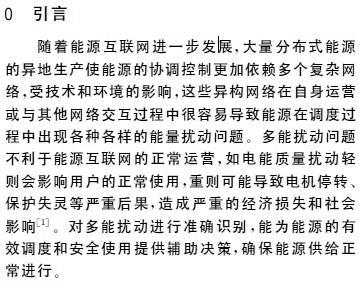 0 引言
随着能源互联网进一步发展,大量分布式能源
的异地生产使能源的协调控制更加依赖多个复杂网
络,受技术和环境的影响,这些异构网络在自身运营
或与其他网络交互过程中很容易导致能源在调度过
程中出现各种各样的能量扰动问题。多能扰动问题
不利于能源互联网的正常运营,如电能质量扰动轻
则会影响用户的正常使用,重则可能导致电机停转、
保护失灵等严重后果,造成严重的经济损失和社会
影响[1]。对多能扰动进行准确识别,能为能源的有
效调度和安全使用提供辅助决策,确保能源供给正
常进行。